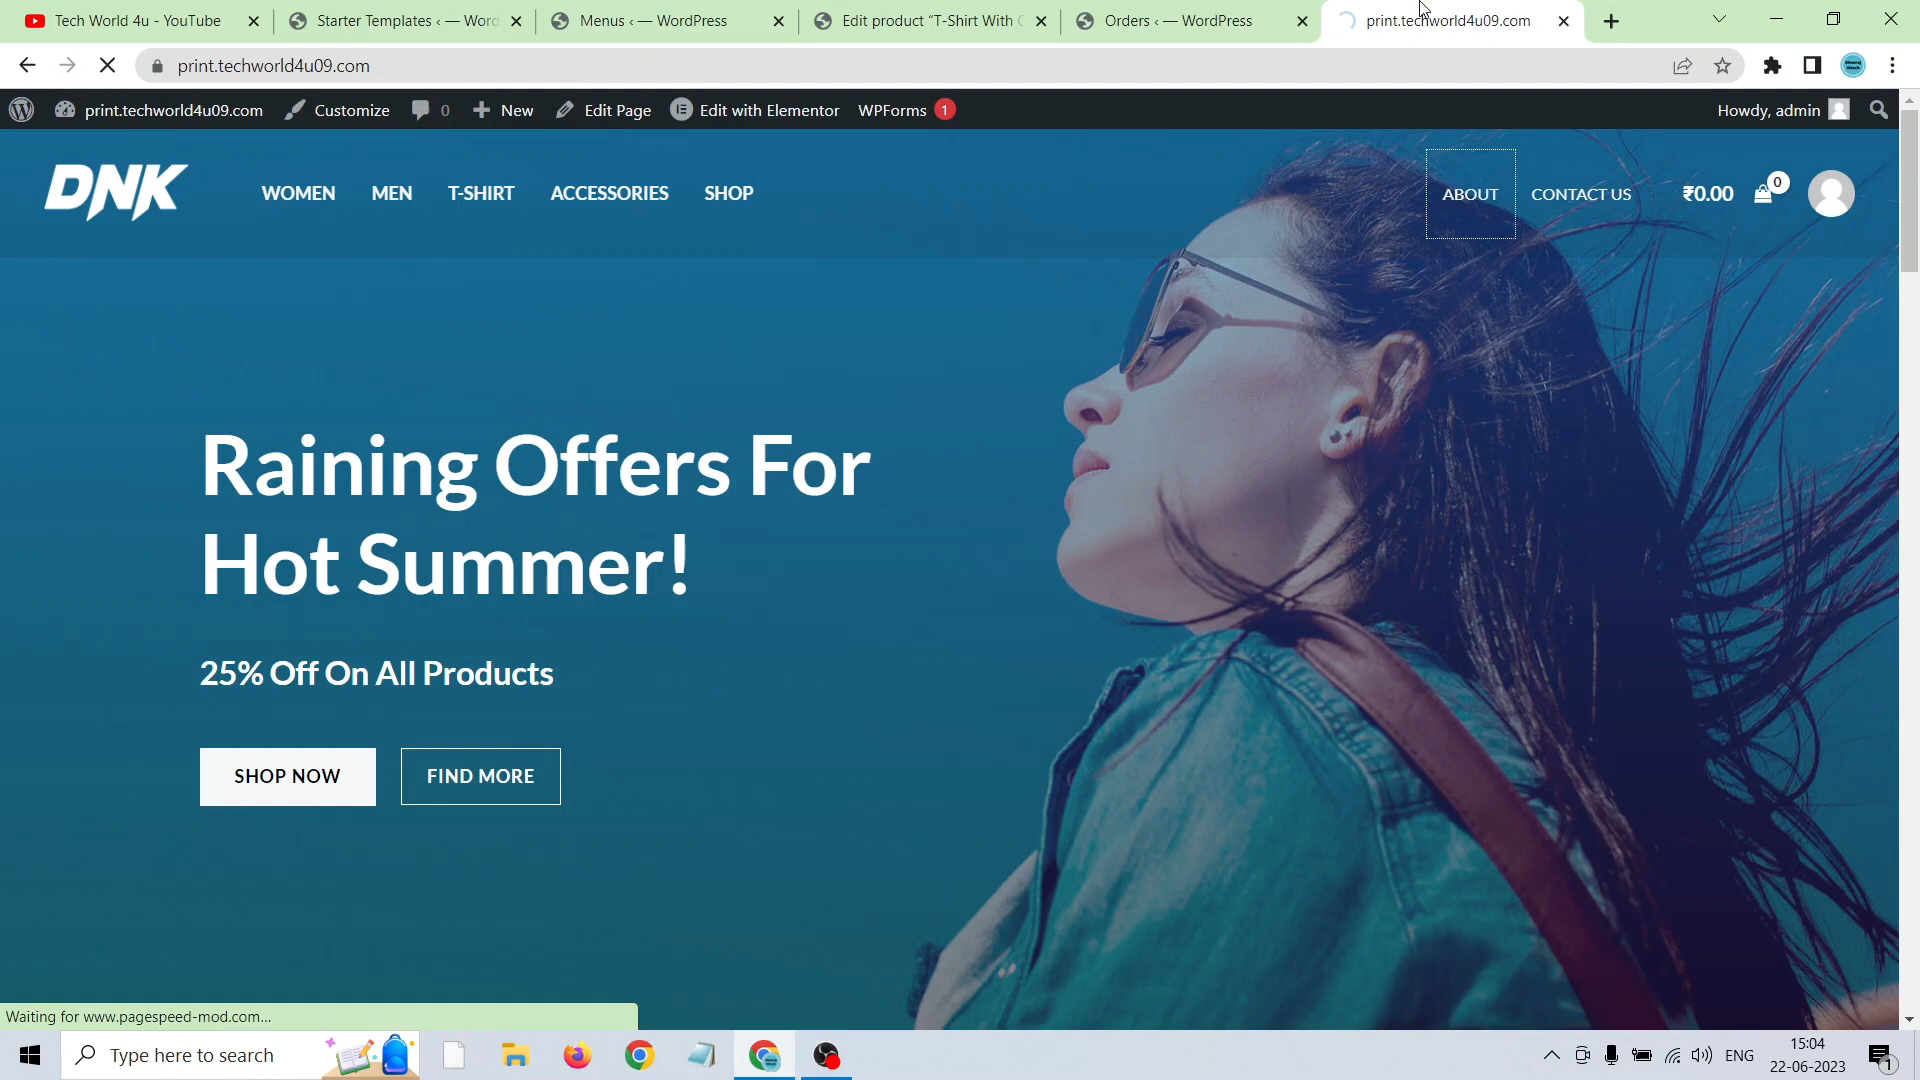 Tech World 4u - YouTube
Starter Templates ‹ — Word
Menus ‹ — WordPress
Edit product “T-Shirt With C
Orders ‹ — WordPress
print.techworld4u09.com
print.techworld4u09.com
print.techworld4u09.com Customize 0 New Edit Page Edit with Elementor WPForms 1 Howdy, admin
DNK WOMEN MEN T-SHIRT ACCESSORIES SHOP ABOUT CONTACT US ₹0.00 0
Raining Offers For
Hot Summer!
25% Off On All Products
SHOP NOW FIND MORE
Waiting for www.pagespeed-mod.com...
Type here to search
ENG
15:04
22-06-2023
1